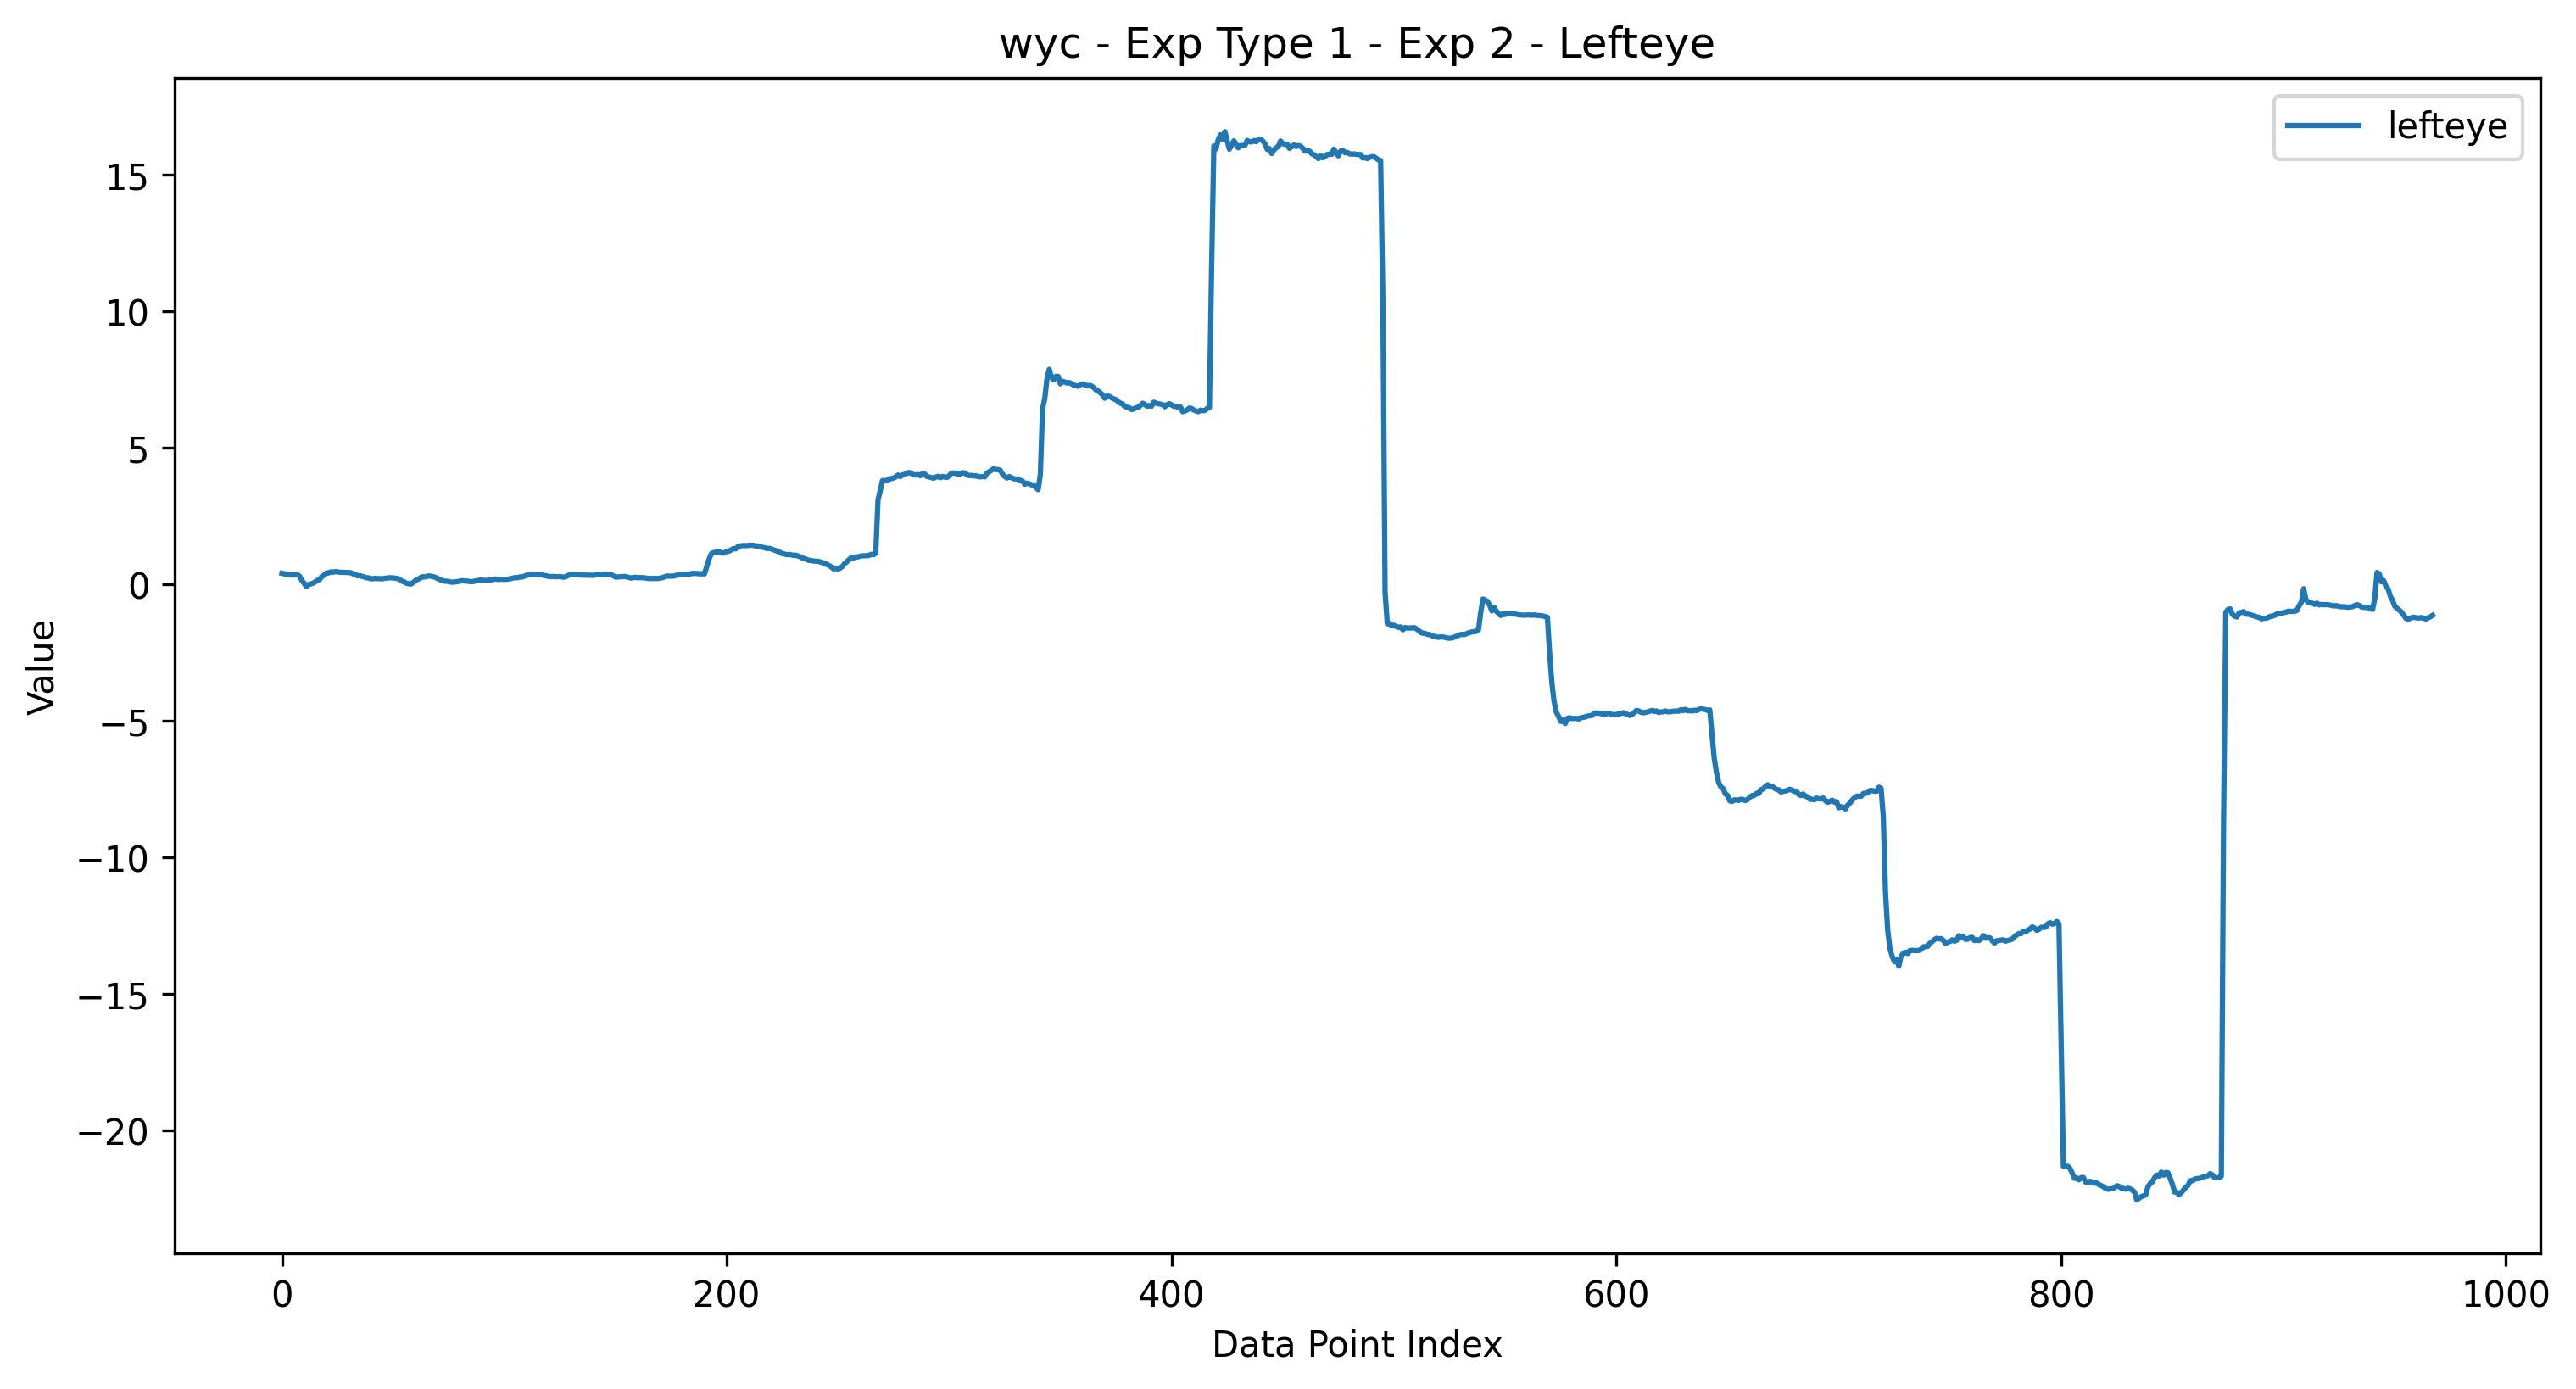 wyc - Exp Type 1 - Exp 2 - Lefteye
lefteye
15
10
5
0
−5
−10
−15
−20
Value
0 200 400 600 800 1000
Data Point Index